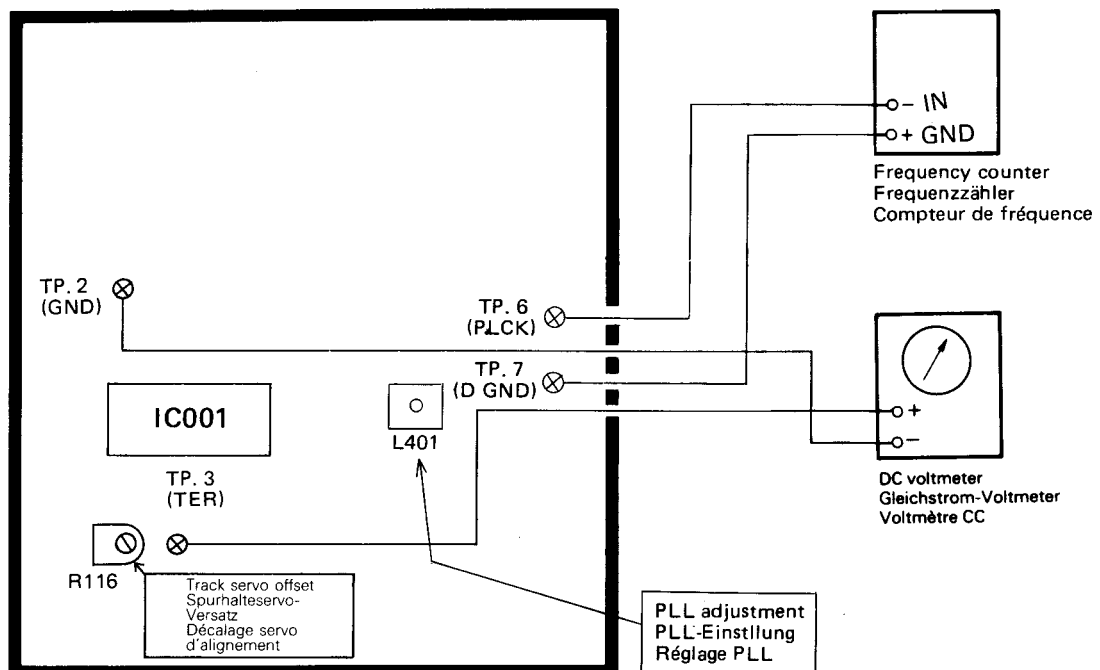 – IN
+ GND
Frequency counter
Frequenzzähler
Compteur de fréquence
TP. 2
(GND)
TP. 6
(PLCK)
TP. 7
(D GND)
IC001
L401
+
–
DC voltmeter
Gleichstrom-Voltmeter
Voltmètre CC
TP. 3
(TER)
R116
Track servo offset
Spurhalteservo-
Versatz
Décalage servo
d'alignement
PLL adjustment
PLL-Einstllung
Réglage PLL